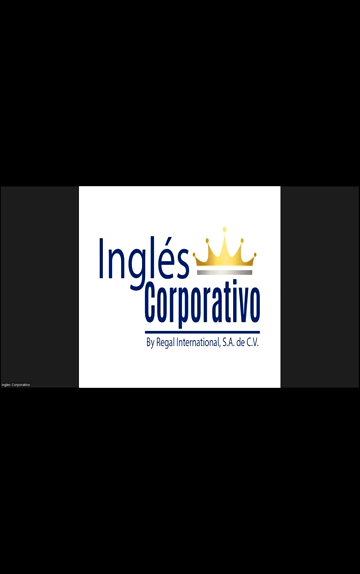 Inglés
Corporativo
By Regal International, S.A. de C.V.
Inglés Corporativo